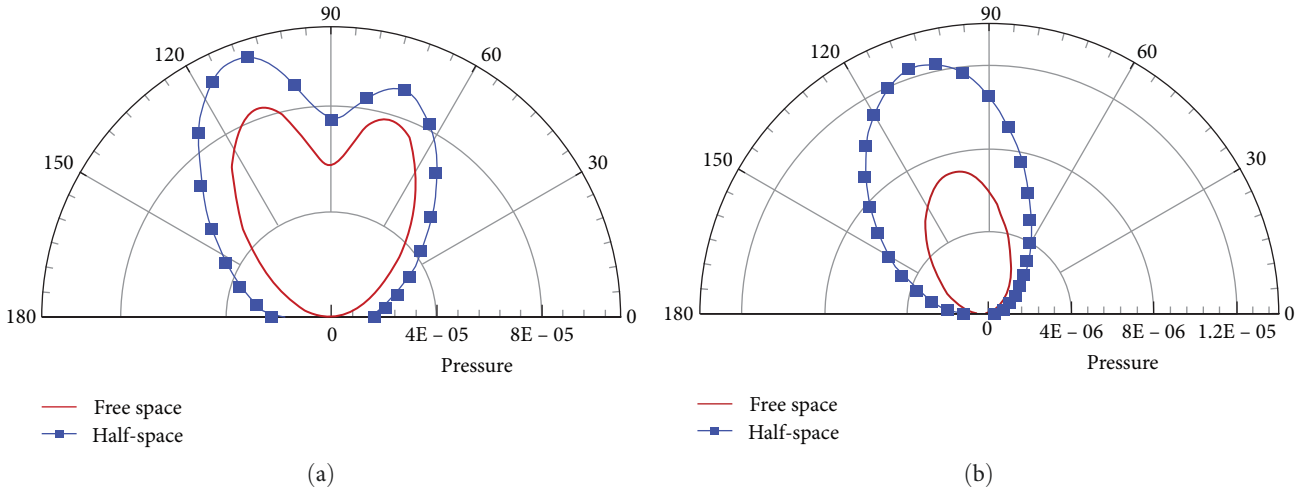 90
120
60
150
30
180
0
0
4E – 05
8E – 05
Pressure
Free space
Half-space
(a)
90
120
60
150
30
180
0
0
4E – 06
8E – 06
1.2E – 05
Pressure
Free space
Half-space
(b)